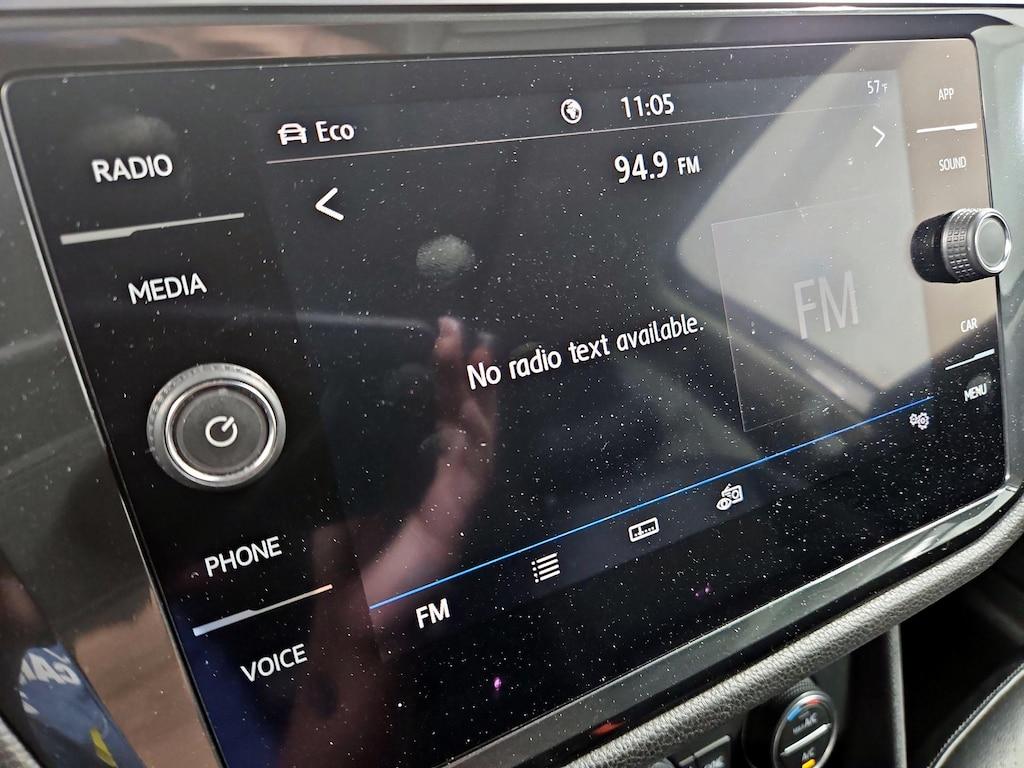 RADIO
MEDIA
PHONE
VOICE
Eco
11:05
57°F
94.9 FM
FM
No radio text available.
FM
APP
SOUND
CAR
MENU
A/C